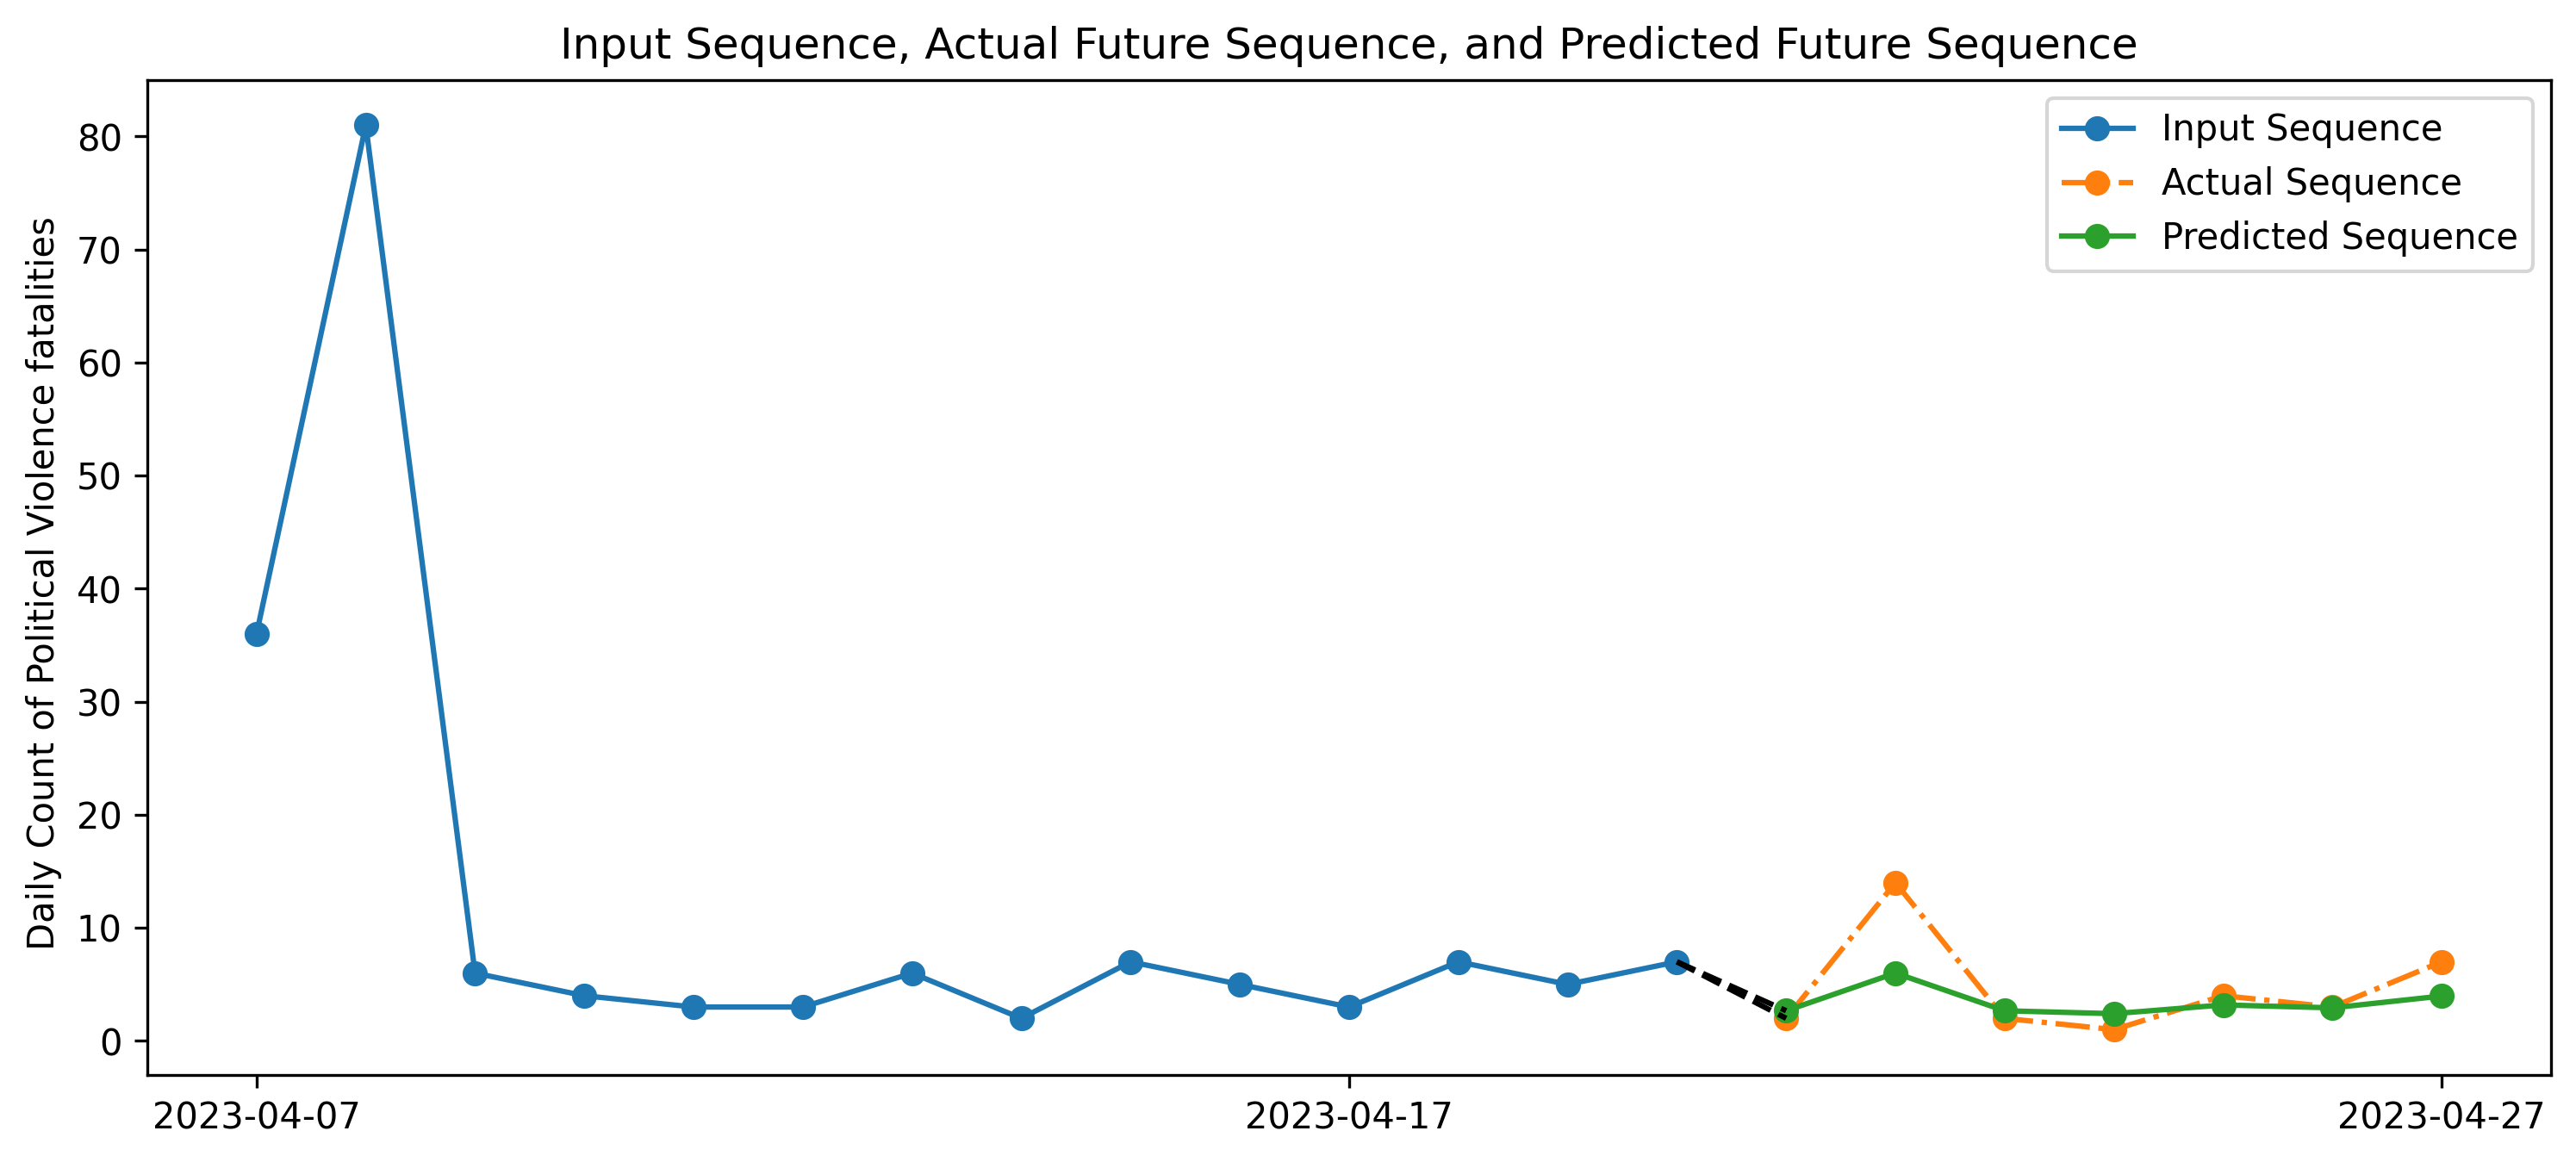 Input Sequence, Actual Future Sequence, and Predicted Future Sequence
Input Sequence
Actual Sequence
Predicted Sequence
Daily Count of Political Violence fatalities
80
70
60
50
40
30
20
10
0
2023-04-07
2023-04-17
2023-04-27